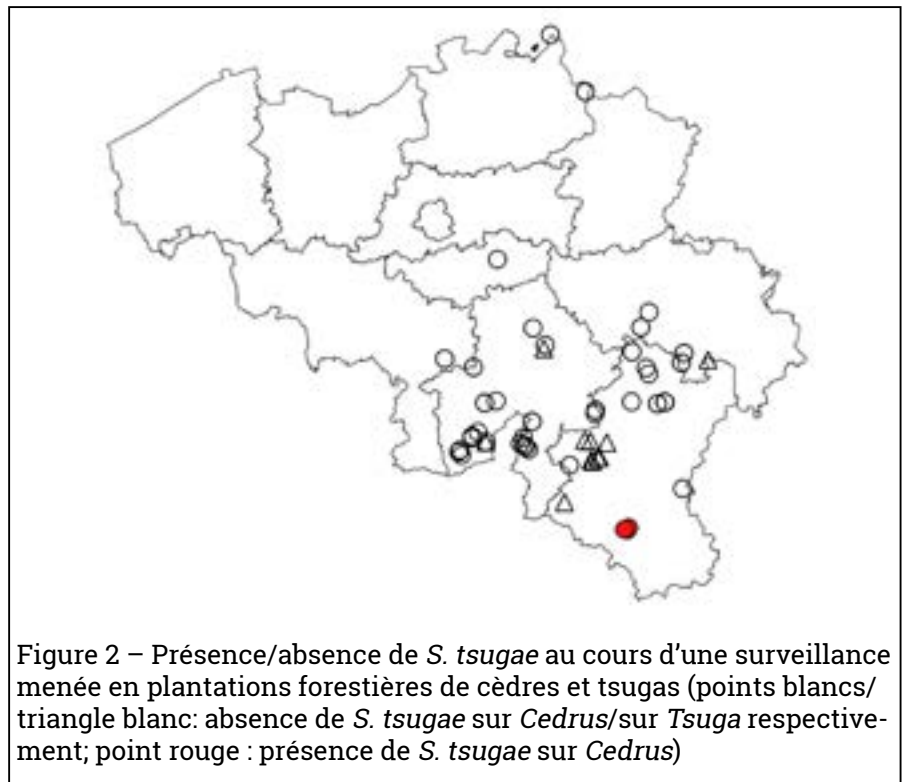 Figure 2 – Présence/absence de S. tsugae au cours d’une surveillance
menée en plantations forestières de cèdres et tsugas (points blancs/
triangle blanc: absence de S. tsugae sur Cedrus/sur Tsuga respective-
ment; point rouge : présence de S. tsugae sur Cedrus)